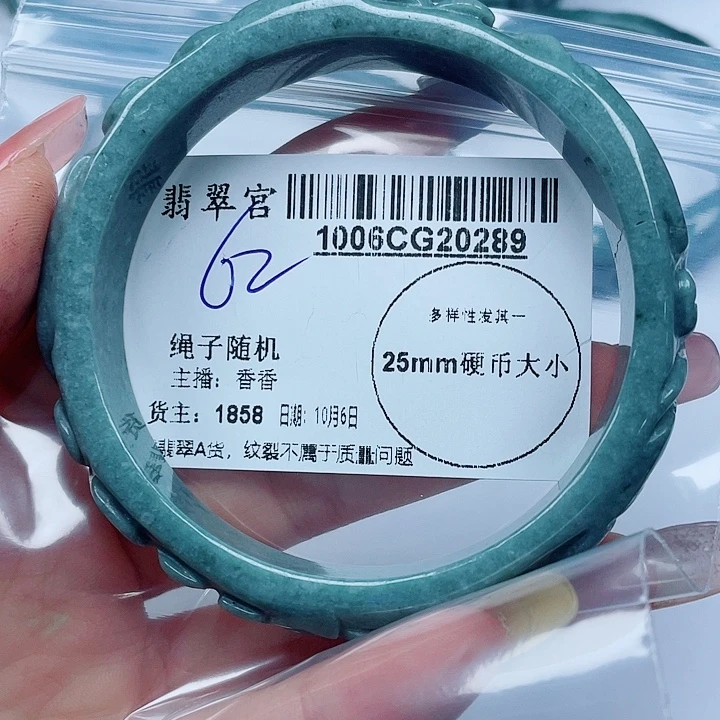 翡翠宫
1006CG20289
62
多样性发其一
25mm硬币大小
绳子随机
主播：香香
货主：1858 日期：10月6日
翡翠A货，纹裂不属于质量问题